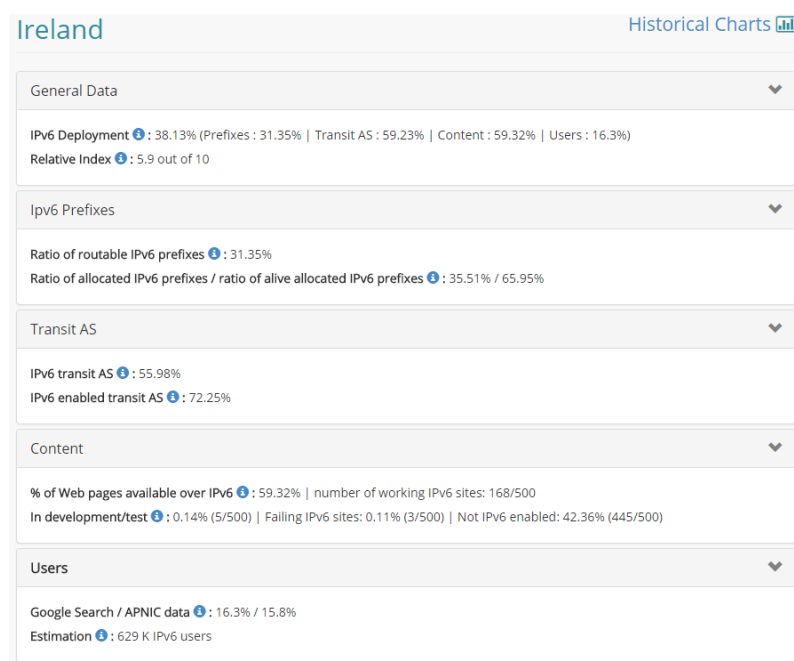 Ireland
Historical Charts
General Data
IPv6 Deployment : 38.13% (Prefixes : 31.35% | Transit AS : 59.23% | Content : 59.32% | Users : 16.3%)
Relative Index : 5.9 out of 10
Ipv6 Prefixes
Ratio of routable IPv6 prefixes : 31.35%
Ratio of allocated IPv6 prefixes / ratio of alive allocated IPv6 prefixes : 35.51% / 65.95%
Transit AS
IPv6 transit AS : 55.98%
IPv6 enabled transit AS : 72.25%
Content
% of Web pages available over IPv6 : 59.32% | number of working IPv6 sites: 168/500
In development/test : 0.14% (5/500) | Failing IPv6 sites: 0.11% (3/500) | Not IPv6 enabled: 42.36% (445/500)
Users
Google Search / APNIC data : 16.3% / 15.8%
Estimation : 629 K IPv6 users